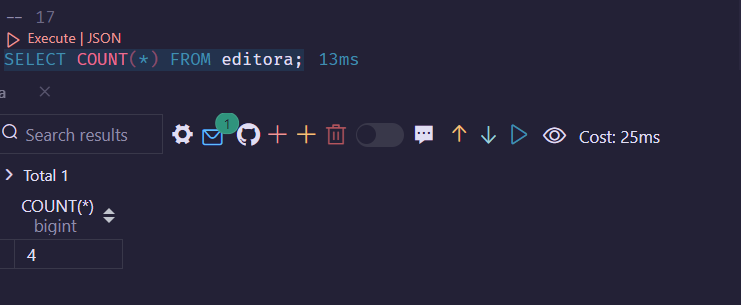 -- 17
Execute | JSON
SELECT COUNT(*) FROM editora; 13ms
a
Search results
1
Cost: 25ms
Total 1
COUNT(*)
bigint
4